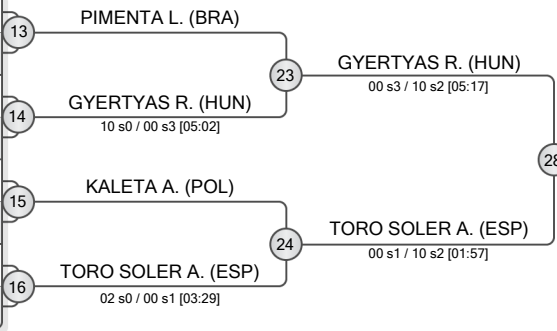 PIMENTA L. (BRA)
13
23
GYERTYAS R. (HUN)
00 s3 / 10 s2 [05:17]
GYERTYAS R. (HUN)
14
10 s0 / 00 s3 [05:02]
28
KALETA A. (POL)
15
24
TORO SOLER A. (ESP)
00 s1 / 10 s2 [01:57]
TORO SOLER A. (ESP)
16
02 s0 / 00 s1 [03:29]